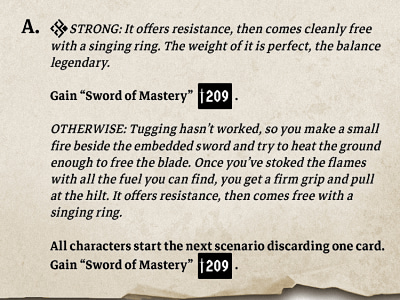 A. STRONG: It offers resistance, then comes cleanly free
with a singing ring. The weight of it is perfect, the balance
legendary.
Gain “Sword of Mastery” 209 .
OTHERWISE: Tugging hasn’t worked, so you make a small
fire beside the embedded sword and try to heat the ground
enough to free the blade. Once you’ve stoked the flames
with all the fuel you can find, you get a firm grip and pull
at the hilt. It offers resistance, then comes free with a
singing ring.
All characters start the next scenario discarding one card.
Gain “Sword of Mastery” 209 .